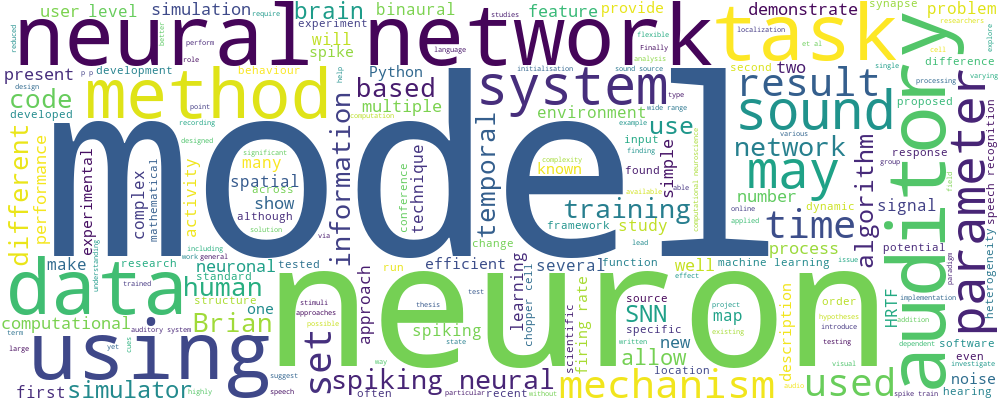 neural network
task
model
neuron
system
sound
auditory
parameter
method
data
using
result
may
time
mechanism
used
set
spiking neural
simulator
user level
simulation
brain
binaural
feature
provide
demonstrate
synapse
problem
require
experiment
will
spike
role
perform
language
studies
localization
et al
flexible
Finally
analysis
researchers
explore
reduced
better
present
p p
development
behaviour
help
Python
based
initialisation
sound source
second
two
single
cell
difference
design
code
developed
point
multiple
computation
type
wide range
environment
processing
varying
proposed
recording
designed
information
temporal
example
input
finding
use
various
network
algorithm
response
group
speech recognition
different
performance
experimental
complex
mathematical
activity
significant
many
across
spatial
show
although
solution
conference
technique
complexity
known
available
found
simple
able
computational neuroscience
training
framework
study
lead
number
online
applied
dynamic
signal
field
via
including
work
general
change
process
potential
heterogeneity
paradigm
understanding
make
research
trained
neuronal
standard
tested
human
structure
one
approach
run
efficient
several
function
effect
well
machine learning
issue
learning
chopper cell
scientific
firing rate
source
SNN
specific
project
map
existing
new
allow
written
location
description
order
hypotheses
introduce
testing
visual
audio
HRTF
addition
dependent
implementation
investigate
software
even
noise
hearing
spike train
computational
term
large
yet
cues
auditory system
Brian
first
highly
suggest
speech
stimuli
approaches
possible
thesis
spiking
state
test
way
often
particular
recent
without